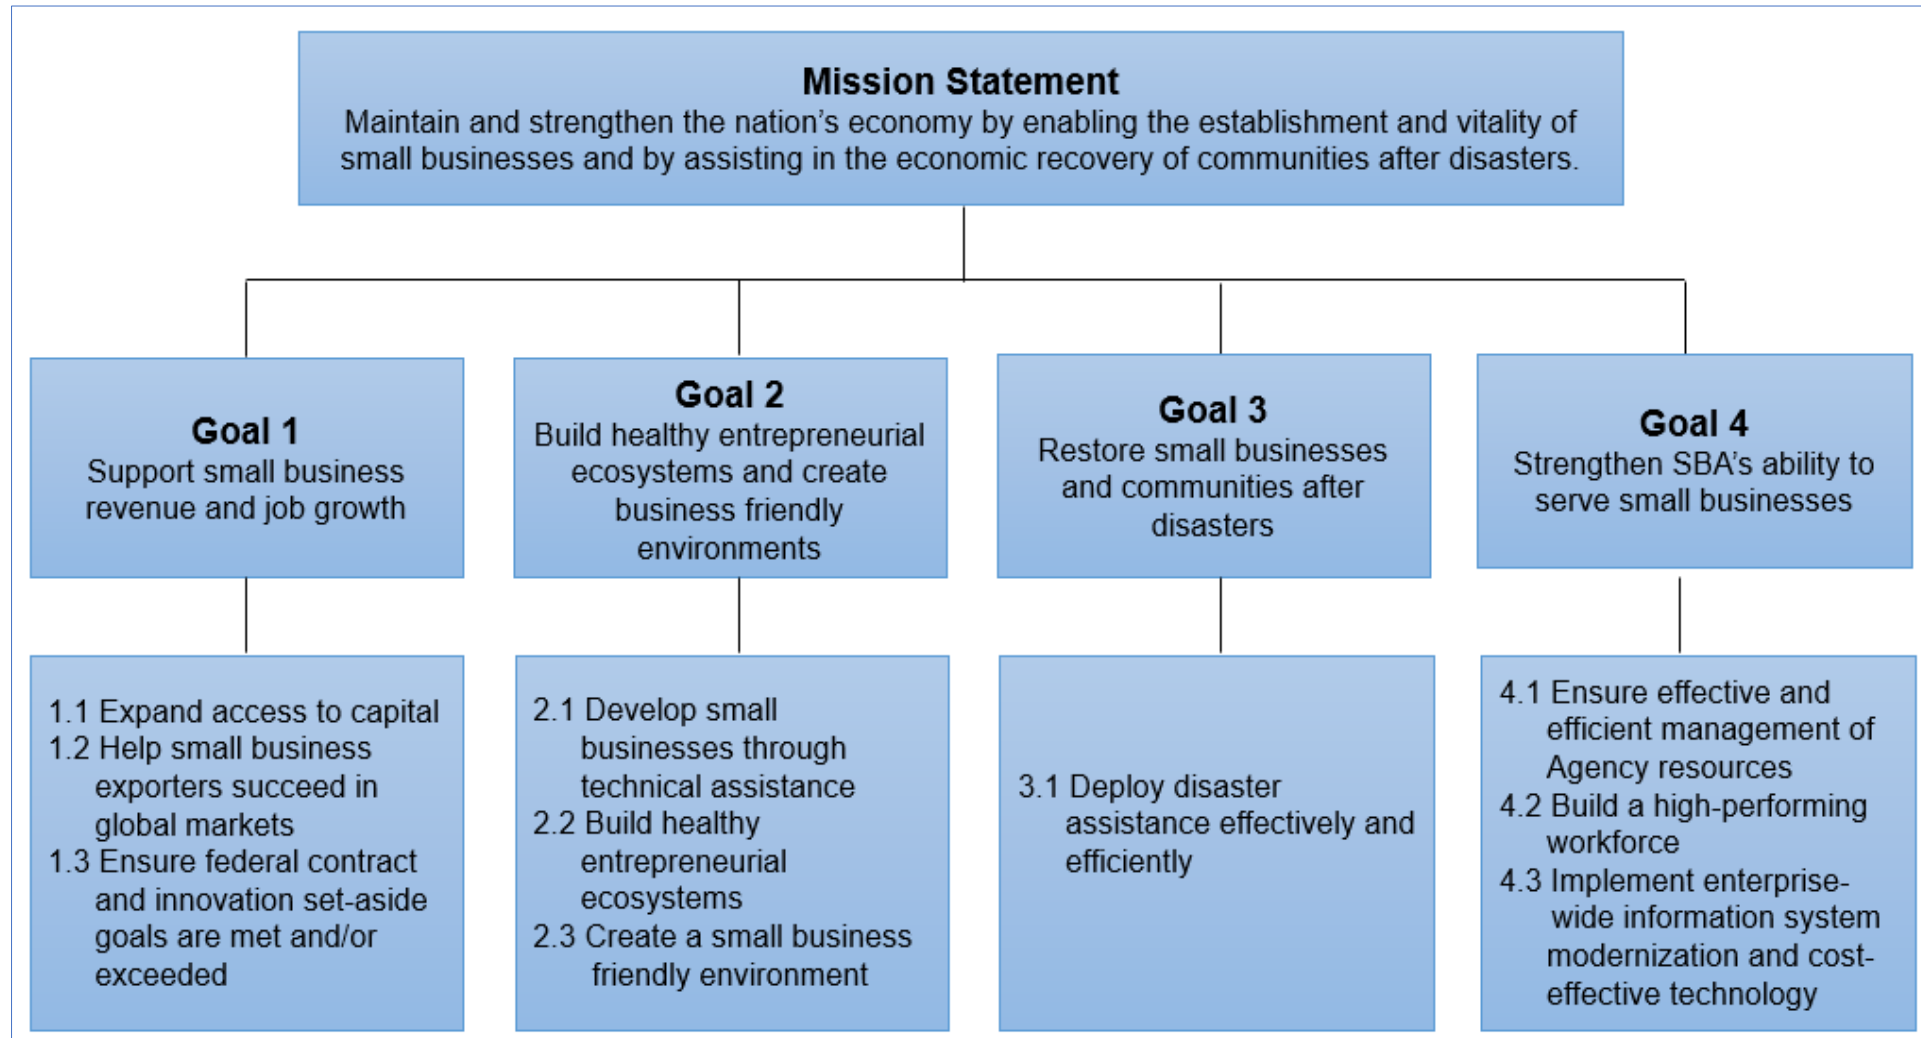 Mission Statement
Maintain and strengthen the nation’s economy by enabling the establishment and vitality of
small businesses and by assisting in the economic recovery of communities after disasters.
Goal 1
Support small business
revenue and job growth
Goal 2
Build healthy entrepreneurial
ecosystems and create
business friendly
environments
Goal 3
Restore small businesses
and communities after
disasters
Goal 4
Strengthen SBA’s ability to
serve small businesses
1.1 Expand access to capital
1.2 Help small business
exporters succeed in
global markets
1.3 Ensure federal contract
and innovation set-aside
goals are met and/or
exceeded
2.1 Develop small
businesses through
technical assistance
2.2 Build healthy
entrepreneurial
ecosystems
2.3 Create a small business
friendly environment
3.1 Deploy disaster
assistance effectively and
efficiently
4.1 Ensure effective and
efficient management of
Agency resources
4.2 Build a high-performing
workforce
4.3 Implement enterprise-
wide information system
modernization and cost-
effective technology